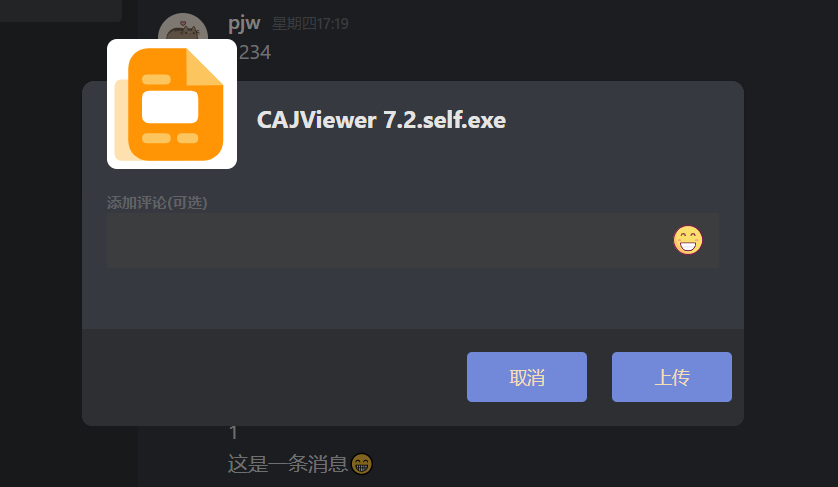 pjw 星期四17:19
234
CAJViewer 7.2.self.exe
添加评论(可选)
取消 上传
1
这是一条消息😁